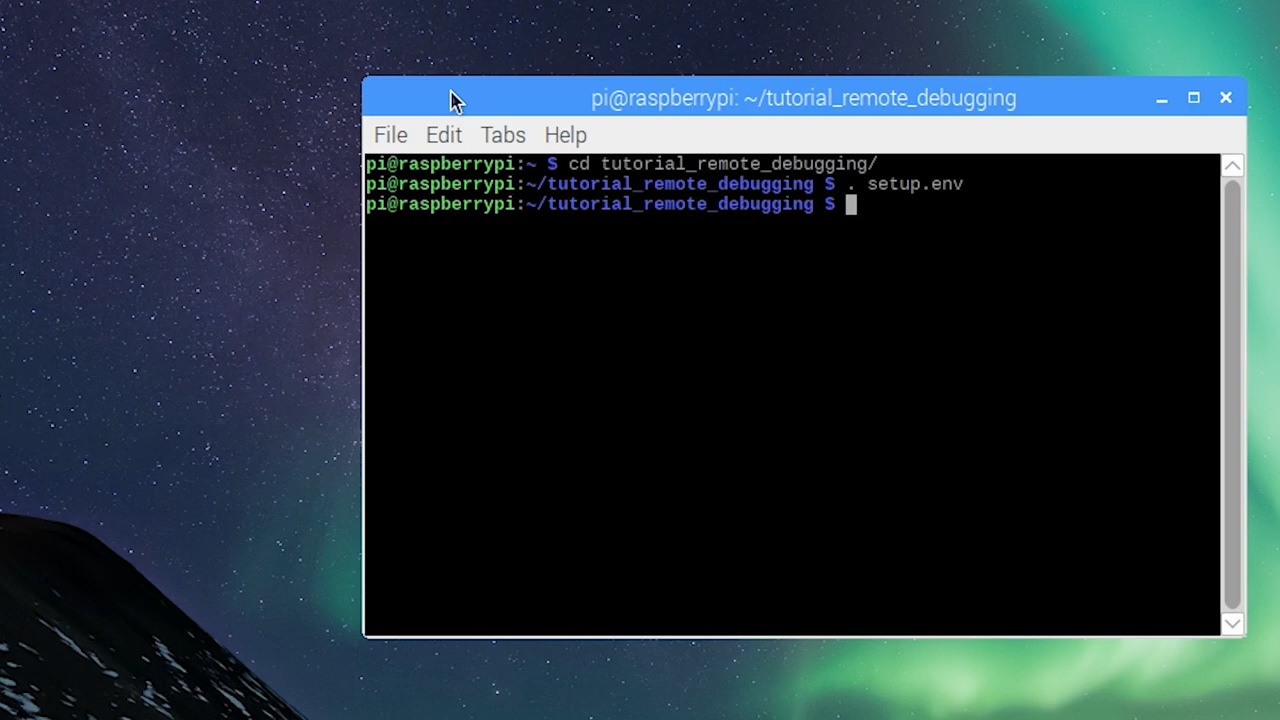 pi@raspberrypi: ~/tutorial_remote_debugging
File Edit Tabs Help
pi@raspberrypi:~ $ cd tutorial_remote_debugging/
pi@raspberrypi:~/tutorial_remote_debugging $ . setup.env
pi@raspberrypi:~/tutorial_remote_debugging $